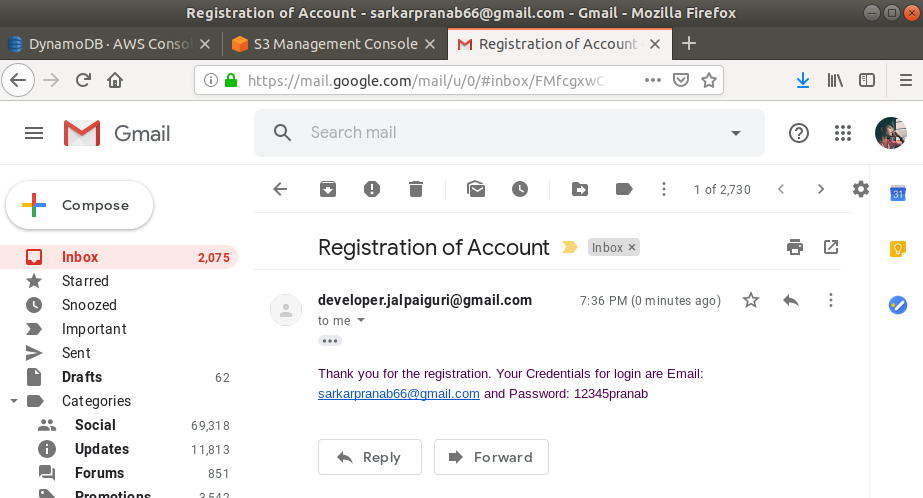 Registration of Account - sarkarpranab66@gmail.com - Gmail - Mozilla Firefox
DynamoDB · AWS Conso
S3 Management Console
Registration of Account -
https://mail.google.com/mail/u/0/#inbox/FMfcgxwC
Gmail
Search mail
Compose
1 of 2,730
31
Registration of Account
Inbox
Inbox 2,075
Starred
Snoozed
Important
Sent
Drafts 62
Categories
Social 69,318
Updates 11,813
Forums 851
Promotions 3,542
developer.jalpaiguri@gmail.com
7:36 PM (0 minutes ago)
to me
Thank you for the registration. Your Credentials for login are Email:
sarkarpranab66@gmail.com and Password: 12345pranab
Reply
Forward